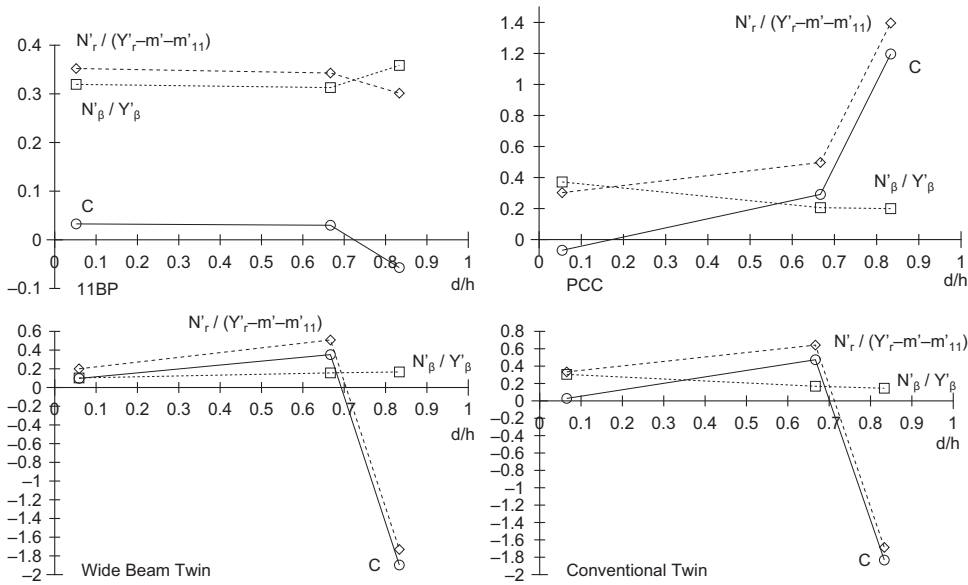 N'r / (Y'r–m'–m'11)
0.4
0.3
N'β / Y'β
0.2
0.1
C
0
0 0.1 0.2 0.3 0.4 0.5 0.6 0.7 0.8 0.9 1
–0.1
11BP
d/h
1.4
N'r / (Y'r–m'–m'11)
1.2
C
1
0.8
0.6
0.4
N'β / Y'β
0.2
0
0 0.1 0.2 0.3 0.4 0.5 0.6 0.7 0.8 0.9 1
PCC
d/h
N'r / (Y'r–m'–m'11)
0.6
0.4
N'β / Y'β
0.2
0
0 0.1 0.2 0.3 0.4 0.5 0.6 0.7 0.8 0.9 1
–0.2
–0.4
d/h
–0.6
–0.8
–1
–1.2
–1.4
–1.6
–1.8
C
–2
Wide Beam Twin
0.8
0.6
N'r / (Y'r–m'–m'11)
0.4
N'β / Y'β
0.2
0
0 0.1 0.2 0.3 0.4 0.5 0.6 0.7 0.8 0.9 1
–0.2
–0.4
d/h
–0.6
–0.8
–1
–1.2
–1.4
–1.6
–1.8
C
–2
Conventional Twin